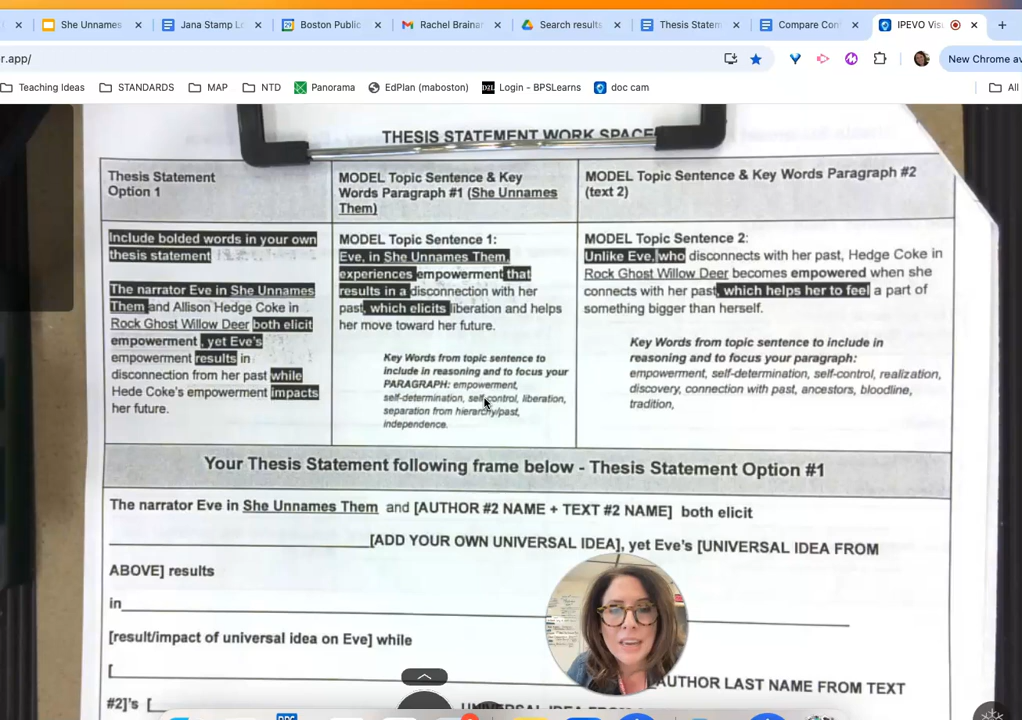 She Unnames
Jana Stamp Lo
Boston Public
Rachel Brainar
Search results
Thesis Statem
Compare Con
IPEVO Visu
r.app/
New Chrome av
Teaching Ideas
STANDARDS
MAP
NTD
Panorama
EdPlan (maboston)
Login - BPSLearns
doc cam
All
THESIS STATEMENT WORK SPACE
Thesis Statement
Option 1
MODEL Topic Sentence & Key
Words Paragraph #1 (She Unnames
Them)
MODEL Topic Sentence & Key Words Paragraph #2
(text 2)
Include bolded words in your own
thesis statement
The narrator Eve in She Unnames
Them and Allison Hedge Coke in
Rock Ghost Willow Deer both elicit
empowerment , yet Eve's
empowerment results in
disconnection from her past while
Hede Coke's empowerment impacts
her future.
MODEL Topic Sentence 1:
Eve, in She Unnames Them,
experiences empowerment that
results in a disconnection with her
past, which elicits liberation and helps
her move toward her future.
Key Words from topic sentence to
include in reasoning and to focus your
PARAGRAPH: empowerment,
self-determination, self-control, liberation,
separation from hierarchy/past,
independence.
MODEL Topic Sentence 2:
Unlike Eve, who disconnects with her past, Hedge Coke in
Rock Ghost Willow Deer becomes empowered when she
connects with her past, which helps her to feel a part of
something bigger than herself.
Key Words from topic sentence to include in
reasoning and to focus your paragraph:
empowerment, self-determination, self-control, realization,
discovery, connection with past, ancestors, bloodline,
tradition,
Your Thesis Statement following frame below - Thesis Statement Option #1
The narrator Eve in She Unnames Them and [AUTHOR #2 NAME + TEXT #2 NAME] both elicit
[ADD YOUR OWN UNIVERSAL IDEA], yet Eve's [UNIVERSAL IDEA FROM
ABOVE] results
in
[result/impact of universal idea on Eve] while
[ AUTHOR LAST NAME FROM TEXT
#2]'s [ UNIVERSAL IDEA